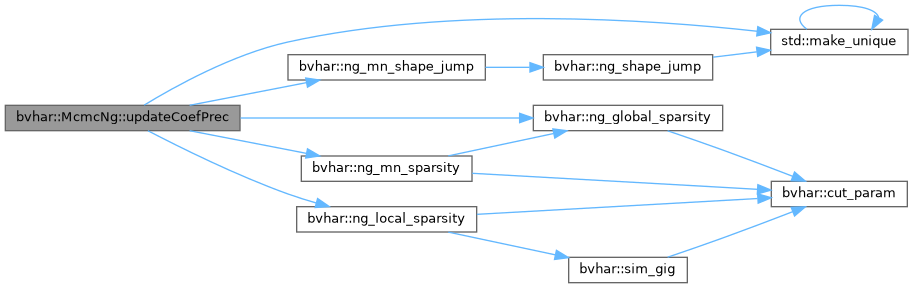 std::make_unique
bvhar::ng_mn_shape_jump
bvhar::ng_shape_jump
bvhar::McmcNg::updateCoefPrec
bvhar::ng_global_sparsity
bvhar::ng_mn_sparsity
bvhar::cut_param
bvhar::ng_local_sparsity
bvhar::sim_gig